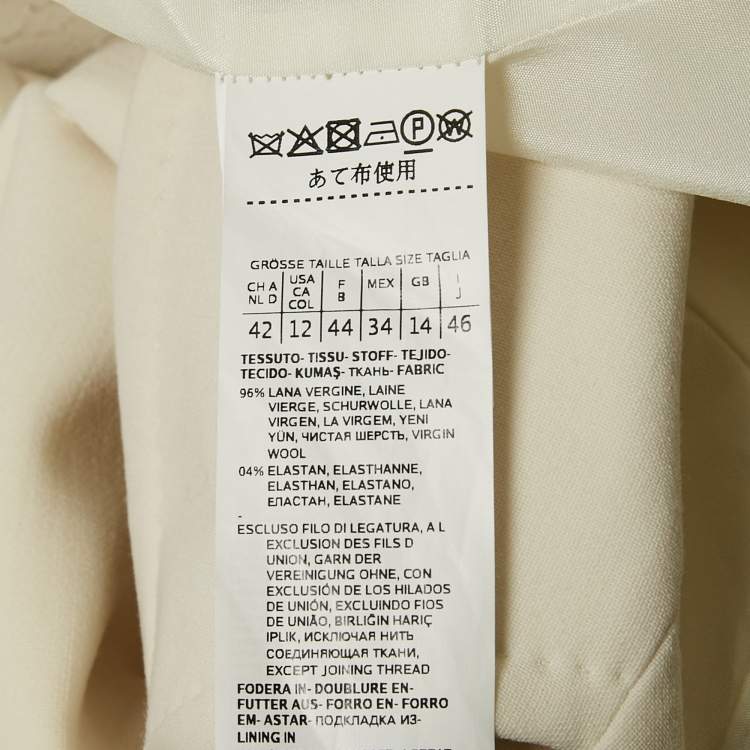 P W
あて布使用
GRÖSSE TAILLE TALLA SIZE TAGLIA
CH A NL D USA CA COL F B MEX GB I J
42 12 44 34 14 46
TESSUTO- TISSU- STOFF- TEJIDO-
TECIDO- KUMAŞ- ТКАНЬ- FABRIC
96% LANA VERGINE, LAINE
VIERGE, SCHURWOLLE, LANA
VIRGEN, LA VIRGEM, YENI
YÜN, ЧИСТАЯ ШЕРСТЬ, VIRGIN
WOOL
04% ELASTAN, ELASTHANNE,
ELASTHAN, ELASTANO,
ЕЛАСТАН, ELASTANE
-
ESCLUSO FILO DI LEGATURA, A L
EXCLUSION DES FILS D
UNION, GARN DER
VEREINIGUNG OHNE, CON
EXCLUSIÓN DE LOS HILADOS
DE UNIÓN, EXCLUINDO FIOS
DE UNIÃO, BIRLIĞIN HARIÇ
IPLIK, ИСКЛЮЧАЯ НИТЬ
СОЕДИНЯЮЩАЯ ТКАНИ,
EXCEPT JOINING THREAD
FODERA IN- DOUBLURE EN-
FUTTER AUS- FORRO EN- FORRO
EM- ASTAR- ПОДКЛАДКА ИЗ-
LINING IN